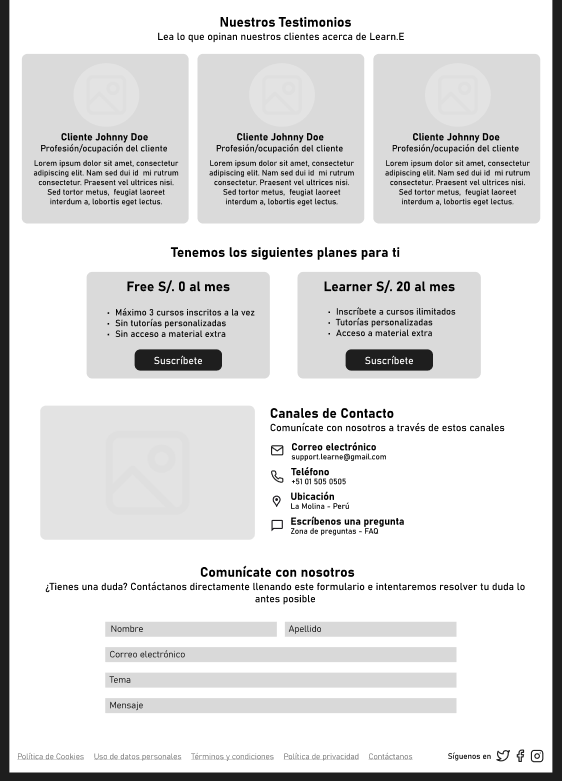 Nuestros Testimonios
Lea lo que opinan nuestros clientes acerca de Learn.E
Cliente Johnny Doe
Profesión/ocupación del cliente
Lorem ipsum dolor sit amet, consectetur
adipiscing elit. Nam sed dui id mi rutrum
consectetur. Praesent vel ultrices nisi.
Sed tortor metus, feugiat laoreet
interdum a, lobortis eget lectus.
Cliente Johnny Doe
Profesión/ocupación del cliente
Lorem ipsum dolor sit amet, consectetur
adipiscing elit. Nam sed dui id mi rutrum
consectetur. Praesent vel ultrices nisi.
Sed tortor metus, feugiat laoreet
interdum a, lobortis eget lectus.
Cliente Johnny Doe
Profesión/ocupación del cliente
Lorem ipsum dolor sit amet, consectetur
adipiscing elit. Nam sed dui id mi rutrum
consectetur. Praesent vel ultrices nisi.
Sed tortor metus, feugiat laoreet
interdum a, lobortis eget lectus.
Tenemos los siguientes planes para ti
Free S/. 0 al mes
• Máximo 3 cursos inscritos a la vez
• Sin tutorías personalizadas
• Sin acceso a material extra
Suscríbete
Learner S/. 20 al mes
• Inscríbete a cursos ilimitados
• Tutorías personalizadas
• Acceso a material extra
Suscríbete
Canales de Contacto
Comunícate con nosotros a través de estos canales
Correo electrónico
support.learne@gmail.com
Teléfono
+51 01 505 0505
Ubicación
La Molina - Perú
Escríbenos una pregunta
Zona de preguntas - FAQ
Comunícate con nosotros
¿Tienes una duda? Contáctanos directamente llenando este formulario e intentaremos resolver tu duda lo
antes posible
Nombre
Apellido
Correo electrónico
Tema
Mensaje
Política de Cookies Uso de datos personales Términos y condiciones Política de privacidad Contáctanos Síguenos en